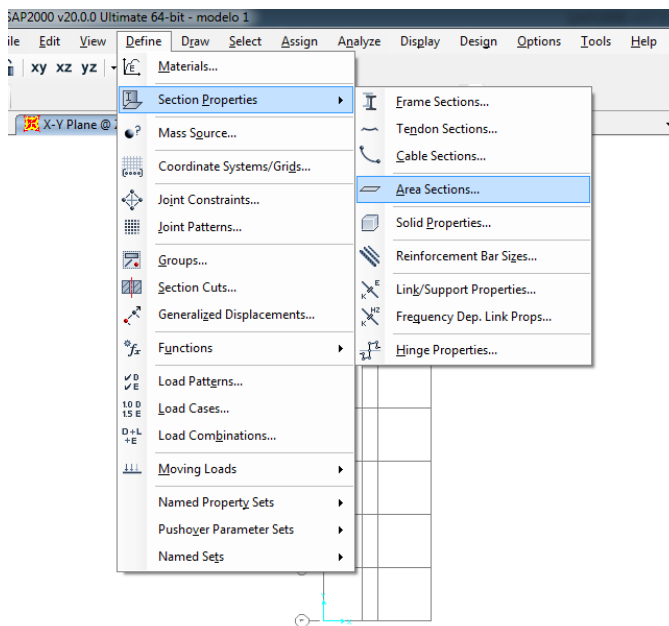 SAP2000 v20.0.0 Ultimate 64-bit - modelo 1
ile Edit View Define Draw Select Assign Analyze Display Design Options Tools Help
xy xz yz
X-Y Plane @
Materials...
Section Properties
Mass Source...
Coordinate Systems/Grids...
Joint Constraints...
Joint Patterns...
Groups...
Section Cuts...
Generalized Displacements...
Functions
Load Patterns...
Load Cases...
Load Combinations...
Moving Loads
Named Property Sets
Pushover Parameter Sets
Named Sets
Frame Sections...
Tendon Sections...
Cable Sections...
Area Sections...
Solid Properties...
Reinforcement Bar Sizes...
Link/Support Properties...
Frequency Dep. Link Props...
Hinge Properties...